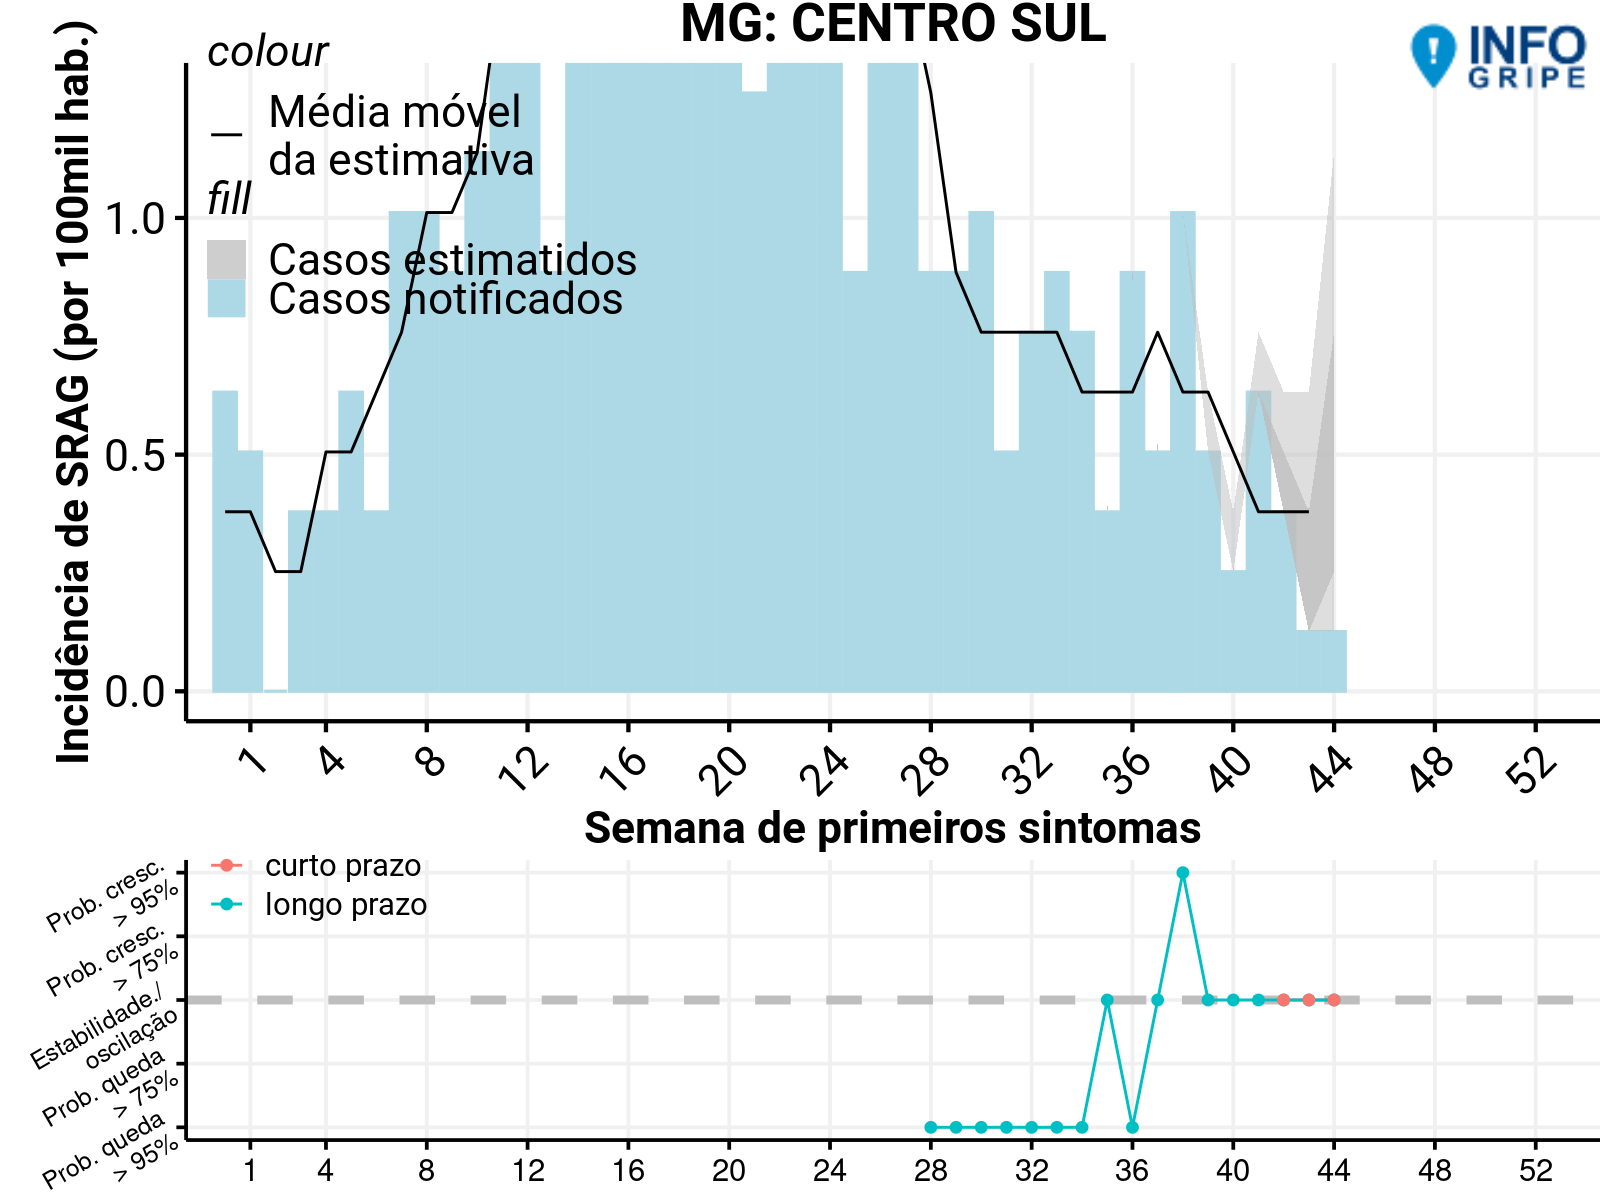 MG: CENTRO SUL
INFO
GRIPE
Incidência de SRAG (por 100mil hab.)
colour
Média móvel
da estimativa
fill
Casos estimatidos
Casos notificados
1.0
0.5
0.0
1 4 8 12 16 20 24 28 32 36 40 44 48 52
Semana de primeiros sintomas
curto prazo
longo prazo
Prob. cresc.
> 95%
Prob. cresc.
> 75%
Estabilidade./
oscilação
Prob. queda
> 75%
Prob. queda
> 95%
1 4 8 12 16 20 24 28 32 36 40 44 48 52